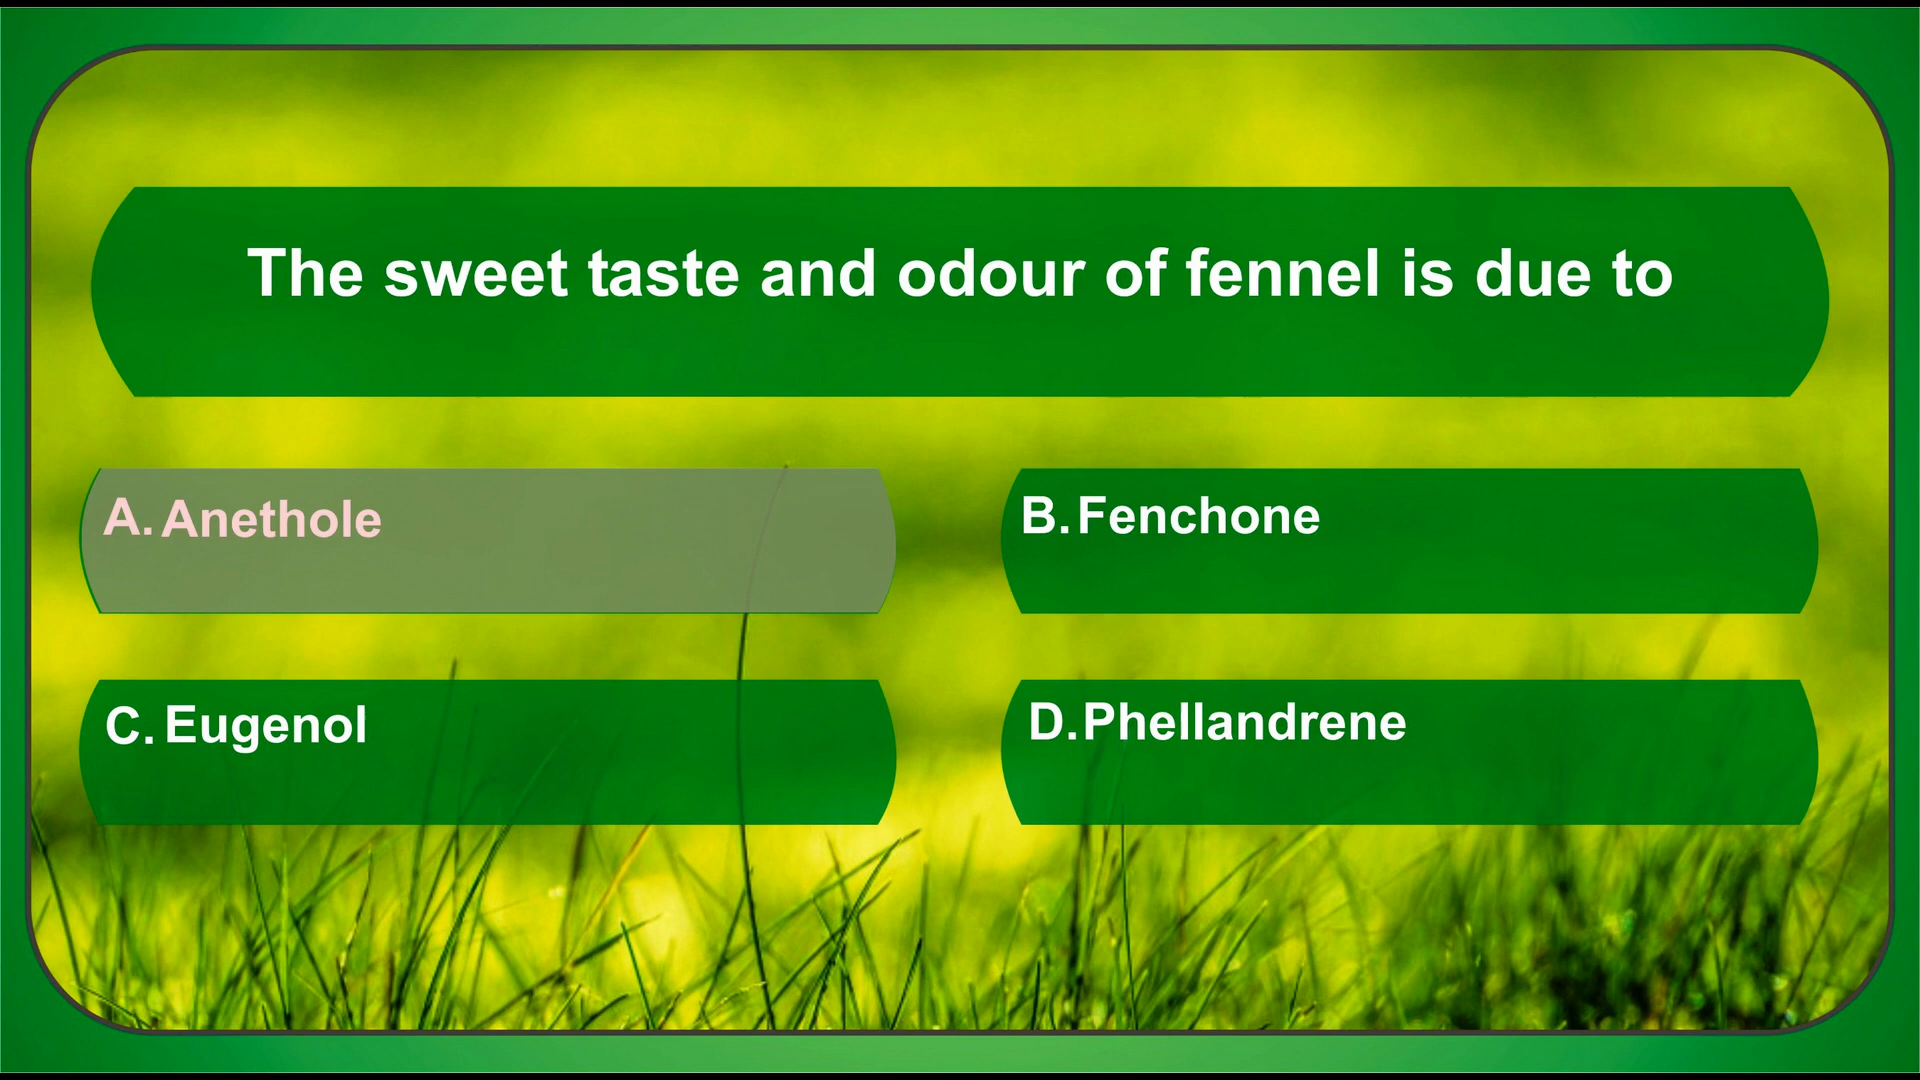 The sweet taste and odour of fennel is due to
A. Anethole
B. Fenchone
C. Eugenol
D. Phellandrene